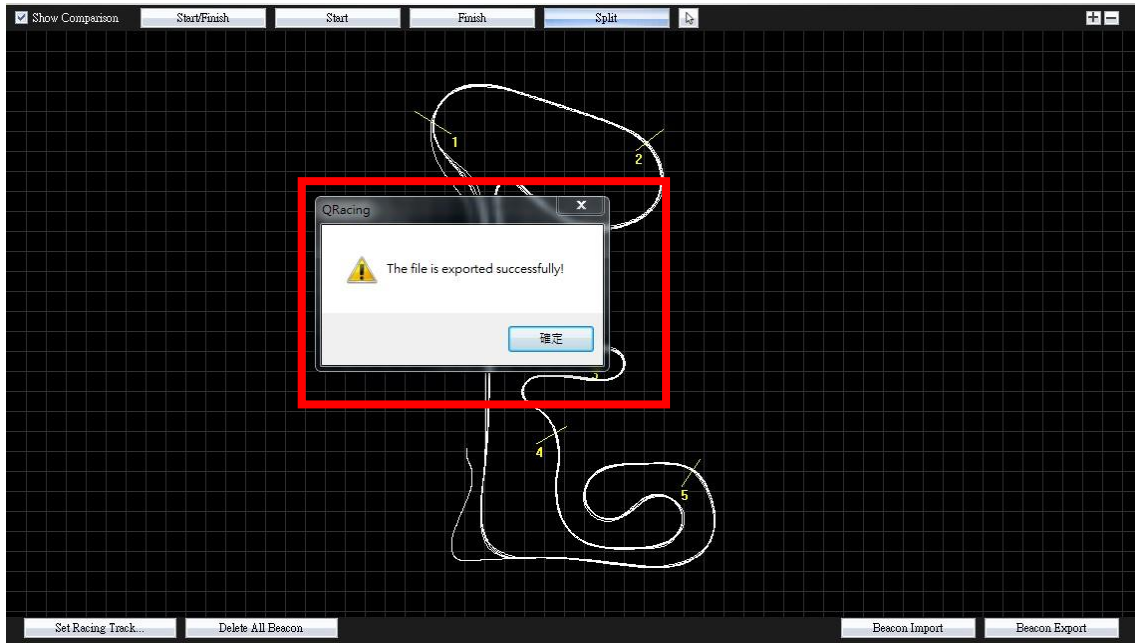 Show Comparison Start/Finish Start Finish Split
1
2
QRacing
The file is exported successfully!
確定
3
4
5
Set Racing Track... Delete All Beacon Beacon Import Beacon Export